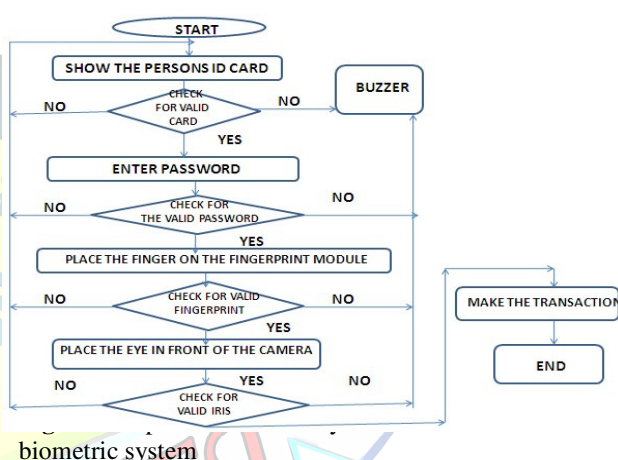 START
SHOW THE PERSONS ID CARD
CHECK
FOR VALID
CARD
NO
NO
BUZZER
YES
ENTER PASSWORD
CHECK FOR
THE VALID PASSWORD
NO
NO
YES
PLACE THE FINGER ON THE FINGERPRINT MODULE
CHECK FOR VALID
FINGERPRINT
NO
NO
YES
PLACE THE EYE IN FRONT OF THE CAMERA
NO
YES
NO
CHECK FOR
VALID IRIS
MAKE THE TRANSACTION
END
biometric system